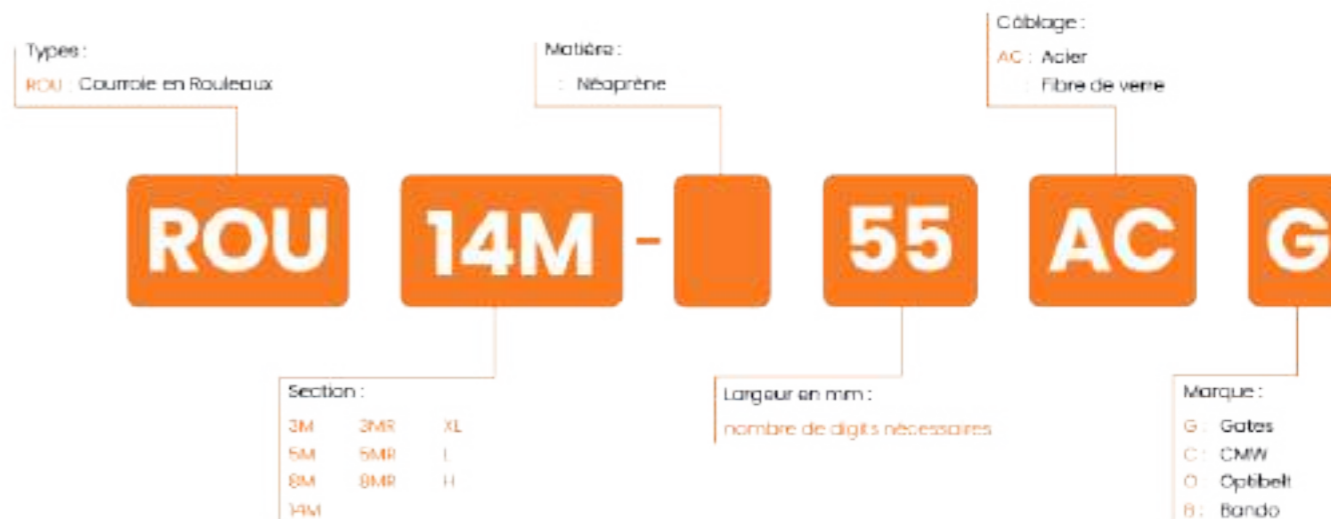 Câblage :
Types :
Matière :
AC : Acier
ROU : Courroie en Rouleaux
: Néoprène
: Fibre de verre
ROU 14M - 55 AC G
Section :
Largeur en mm :
Marque :
3M 3MR XL
nombre de digits nécessaires
G : Gates
5M 5MR L
C : CMW
8M 8MR H
O : Optibelt
14M
B : Bando